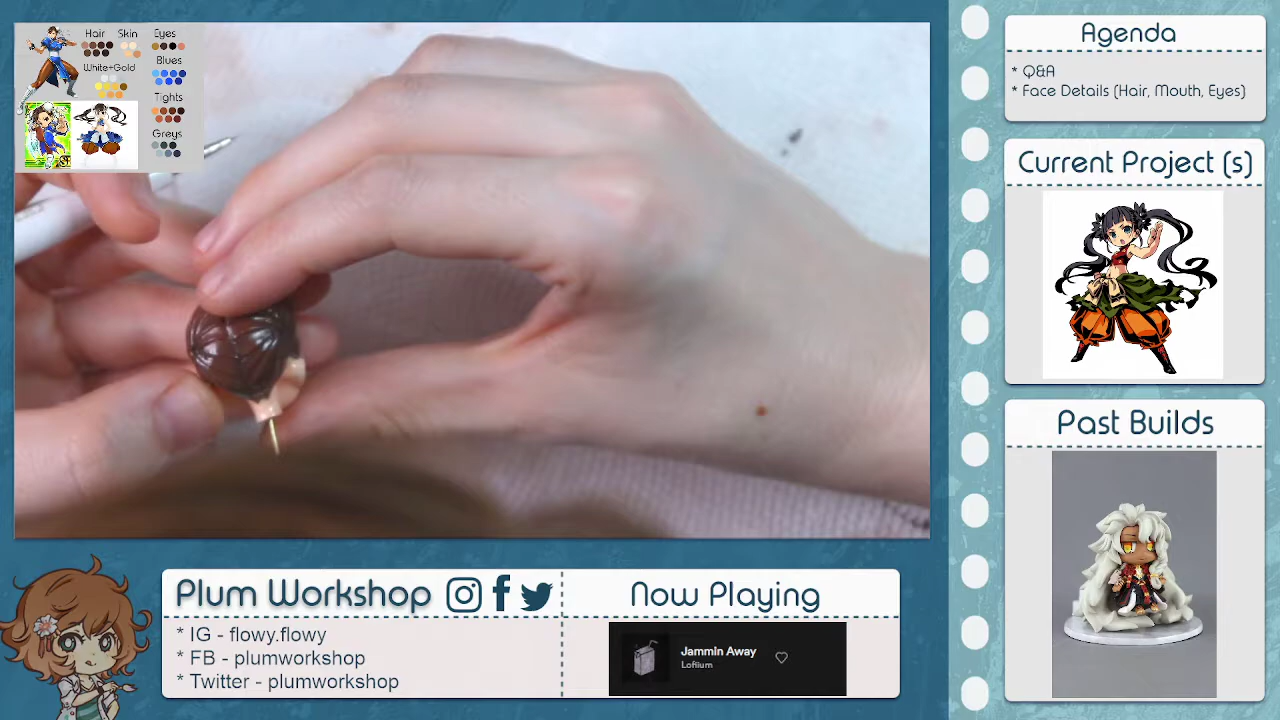 Hair Skin Eyes
White+Gold
Blues
Tights
Greys
Agenda
* Q&A
* Face Details (Hair, Mouth, Eyes)
Current Project (s)
Past Builds
Plum Workshop
* IG - flowy.flowy
* FB - plumworkshop
* Twitter - plumworkshop
Now Playing
Jammin Away
Lofiium